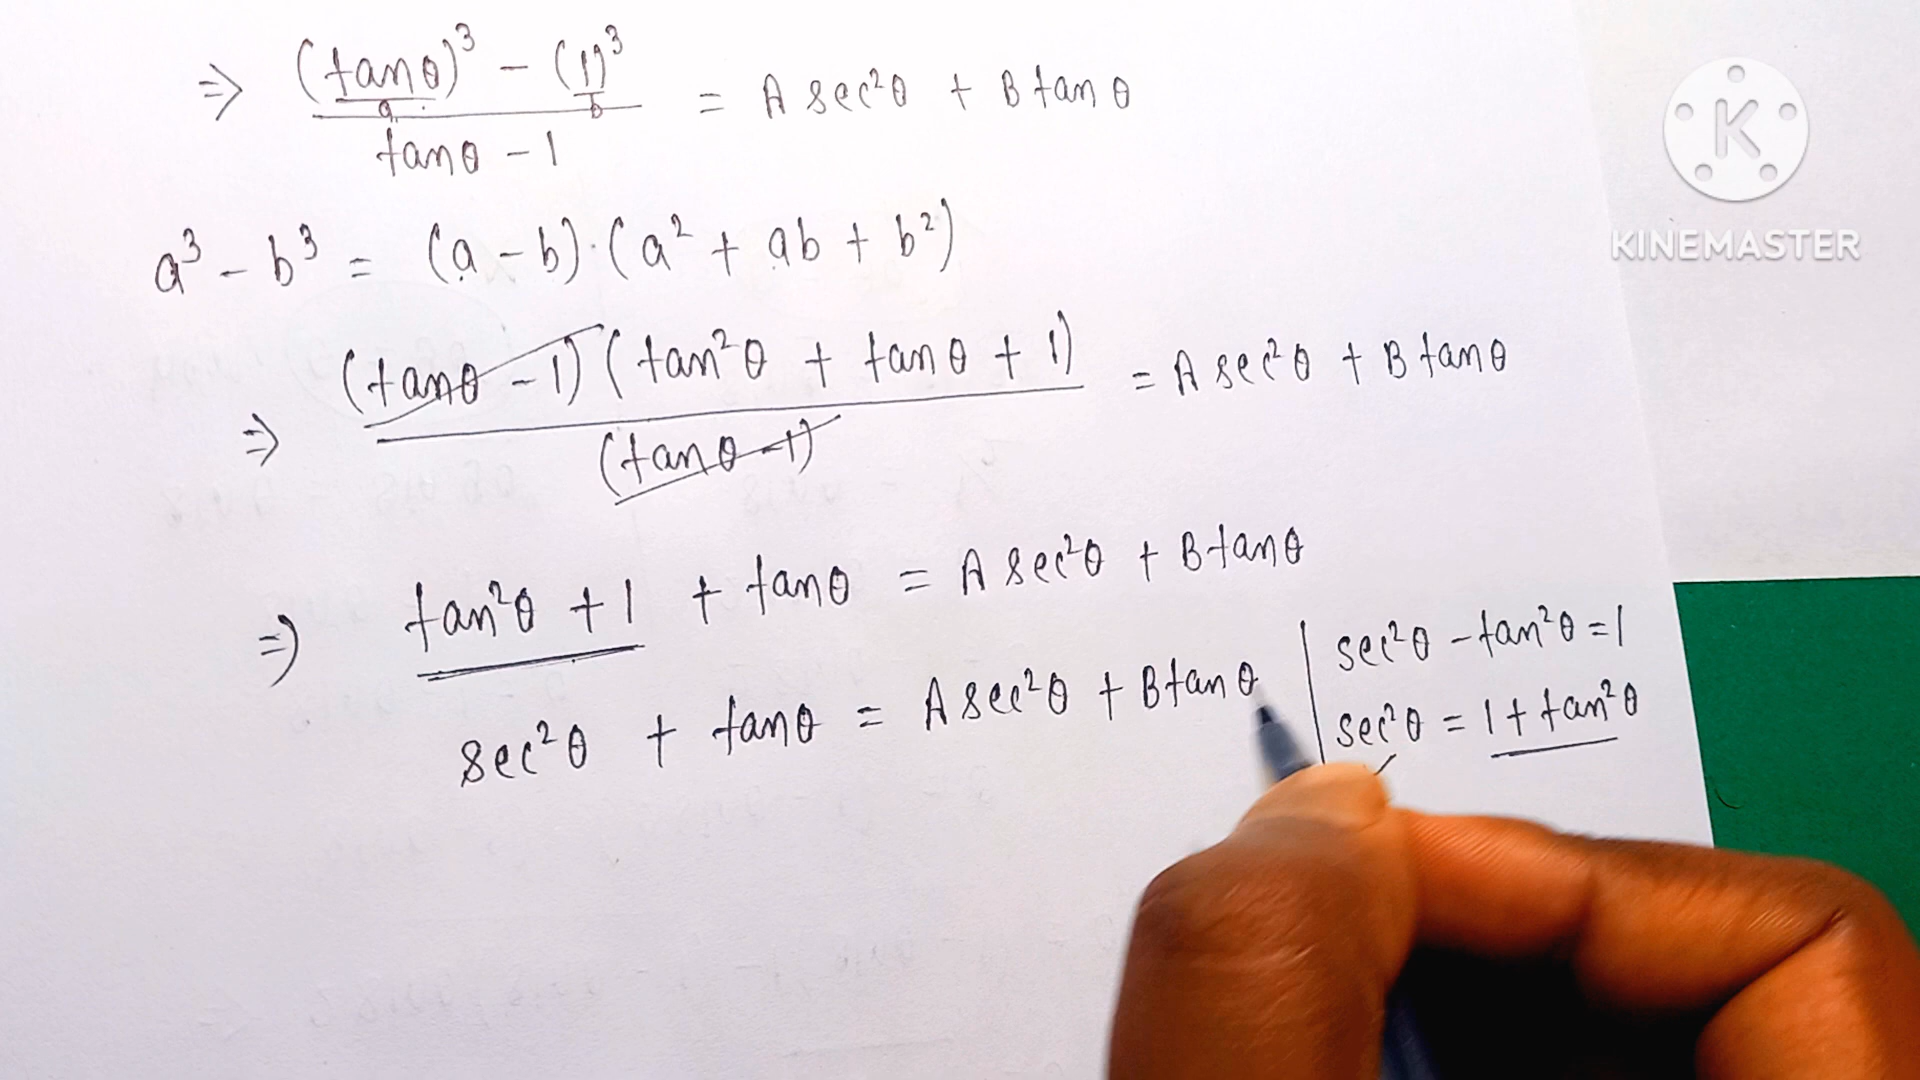 ⇒ ((tanθ)³ - (1)³)/(tanθ - 1) = A sec²θ + B tanθ
a b
a³ - b³ = (a - b)·(a² + ab + b²)
⇒ ((tanθ - 1)(tan²θ + tanθ + 1))/((tanθ - 1)) = A sec²θ + B tanθ
⇒ tan²θ + 1 + tanθ = A sec²θ + B tanθ
sec²θ + tanθ = A sec²θ + B tanθ
sec²θ - tan²θ = 1
sec²θ = 1 + tan²θ
K
KINEMASTER